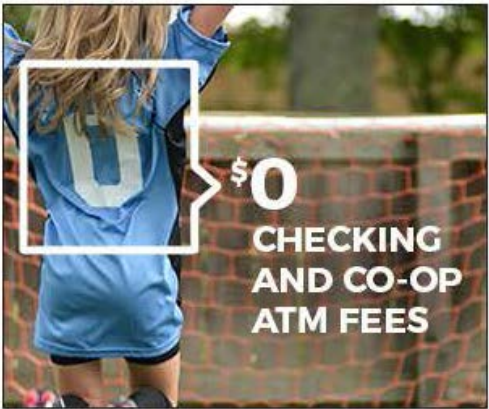 0
$0
CHECKING
AND CO-OP
ATM FEES